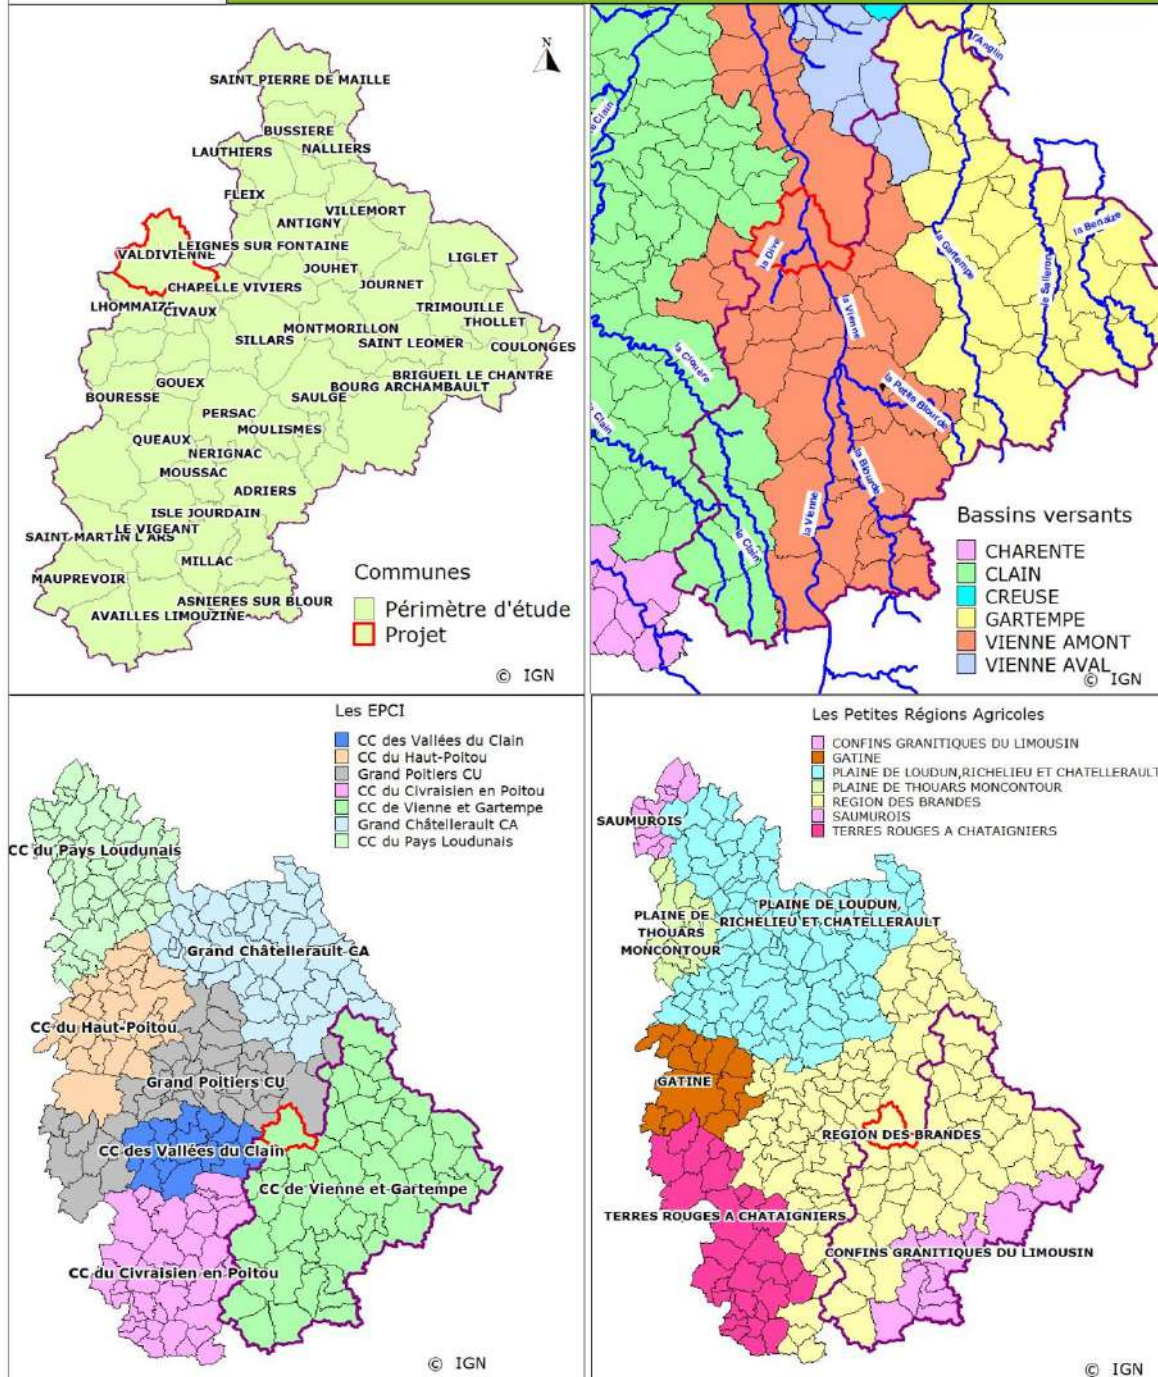 N
SAINT PIERRE DE MAILLE
BUSSIERE
NALLIERS
LAUTHIERS
FLEIX
VILLEMORT
ANTIGNY
LEIGNES SUR FONTAINE
VALDIVIENNE
LIGLET
JOUHET
CHAPELLE VIVIERS
JOURNET
LHOMMAIZE
CIVAUX
TRIMOUILLE
THOLLET
MONTMORILLON
SILLARS
SAINT LEOMER
COULONGES
BRIGUEIL LE CHANTRE
GOUEX
BOURG ARCHAMBAULT
BOURESSE
SAULGE
PERSAC
MOULISMES
QUEAUX
NERIGNAC
MOUSSAC
ADRIERS
ISLE JOURDAIN
LE VIGEANT
SAINT MARTIN L ARS
MILLAC
MAUPREVOIR
ASNIERES SUR BLOUR
AVAILLES LIMOUZINE
Communes
Périmètre d'étude
Projet
© IGN
l'Anglin
le Clain
la Dive
la Gartempe
la Benaize
le Salleron
la Vienne
la Clouère
la Petite Blourde
le Clain
la Blourde
la Vienne
le Clain
Bassins versants
CHARENTE
CLAIN
CREUSE
GARTEMPE
VIENNE AMONT
VIENNE AVAL
© IGN
Les EPCI
CC des Vallées du Clain
CC du Haut-Poitou
Grand Poitiers CU
CC du Civraisien en Poitou
CC de Vienne et Gartempe
Grand Châtellerault CA
CC du Pays Loudunais
CC du Pays Loudunais
Grand Châtellerault CA
CC du Haut-Poitou
Grand Poitiers CU
CC des Vallées du Clain
CC de Vienne et Gartempe
CC du Civraisien en Poitou
© IGN
Les Petites Régions Agricoles
CONFINS GRANITIQUES DU LIMOUSIN
GATINE
PLAINE DE LOUDUN,RICHELIEU ET CHATELLERAULT
PLAINE DE THOUARS MONCONTOUR
REGION DES BRANDES
SAUMUROIS
TERRES ROUGES A CHATAIGNIERS
SAUMUROIS
PLAINE DE LOUDUN,
RICHELIEU ET CHATELLERAULT
PLAINE DE
THOUARS
MONCONTOUR
GATINE
REGION DES BRANDES
TERRES ROUGES A CHATAIGNIERS
CONFINS GRANITIQUES DU LIMOUSIN
© IGN